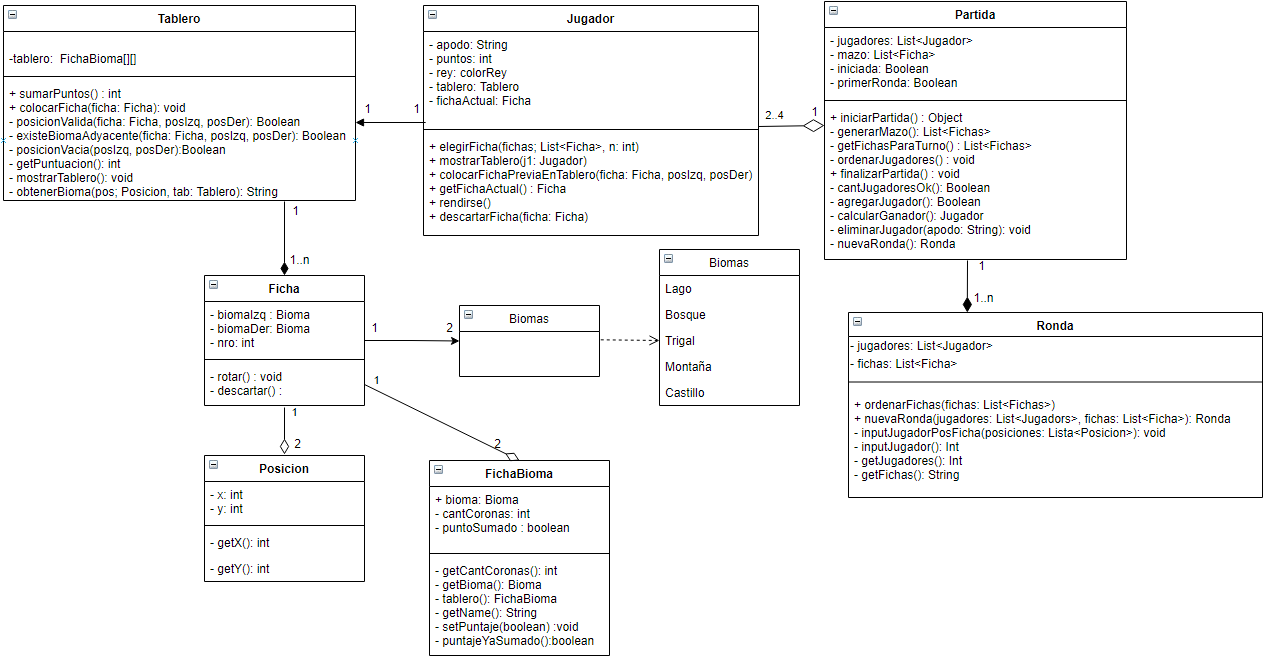 Tablero
-tablero:  FichaBioma[][]
+ sumarPuntos() : int
+ colocarFicha(ficha: Ficha): void
- posicionValida(ficha: Ficha, posIzq, posDer): Boolean
- existeBiomaAdyacente(ficha: Ficha, posIzq, posDer): Boolean
- posicionVacia(posIzq, posDer):Boolean
- getPuntuacion(): int
- mostrarTablero(): void
- obtenerBioma(pos; Posicion, tab: Tablero): String
1
1
Jugador
- apodo: String
- puntos: int
- rey: colorRey
- tablero: Tablero
- fichaActual: Ficha
+ elegirFicha(fichas; List<Ficha>, n: int)
+ mostrarTablero(j1: Jugador)
+ colocarFichaPreviaEnTablero(ficha: Ficha, posIzq, posDer)
+ getFichaActual() : Ficha
+ rendirse()
+ descartarFicha(ficha: Ficha)
2..4
1
Partida
- jugadores: List<Jugador>
- mazo: List<Ficha>
- iniciada: Boolean
- primerRonda: Boolean
+ iniciarPartida() : Object
- generarMazo(): List<Fichas>
- getFichasParaTurno() : List<Fichas>
- ordenarJugadores() : void
+ finalizarPartida() : void
- cantJugadoresOk(): Boolean
- agregarJugador(): Boolean
- calcularGanador(): Jugador
- eliminarJugador(apodo: String): void
- nuevaRonda(): Ronda
1
1..n
Ficha
- biomaIzq : Bioma
- biomaDer: Bioma
- nro: int
- rotar() : void
- descartar() :
1
2
Biomas
Biomas
Lago
Bosque
Trigal
Montaña
Castillo
1
1..n
Ronda
- jugadores: List<Jugador>
- fichas: List<Ficha>
+ ordenarFichas(fichas: List<Fichas>)
+ nuevaRonda(jugadores: List<Jugadors>, fichas: List<Ficha>): Ronda
- inputJugadorPosFicha(posiciones: Lista<Posicion>): void
- inputJugador(): Int
- getJugadores(): Int
- getFichas(): String
1
2
Posicion
- x: int
- y: int
- getX(): int
- getY(): int
1
2
FichaBioma
+ bioma: Bioma
- cantCoronas: int
- puntoSumado : boolean
- getCantCoronas(): int
- getBioma(): Bioma
- tablero(): FichaBioma
- getName(): String
- setPuntaje(boolean) :void
- puntajeYaSumado():boolean